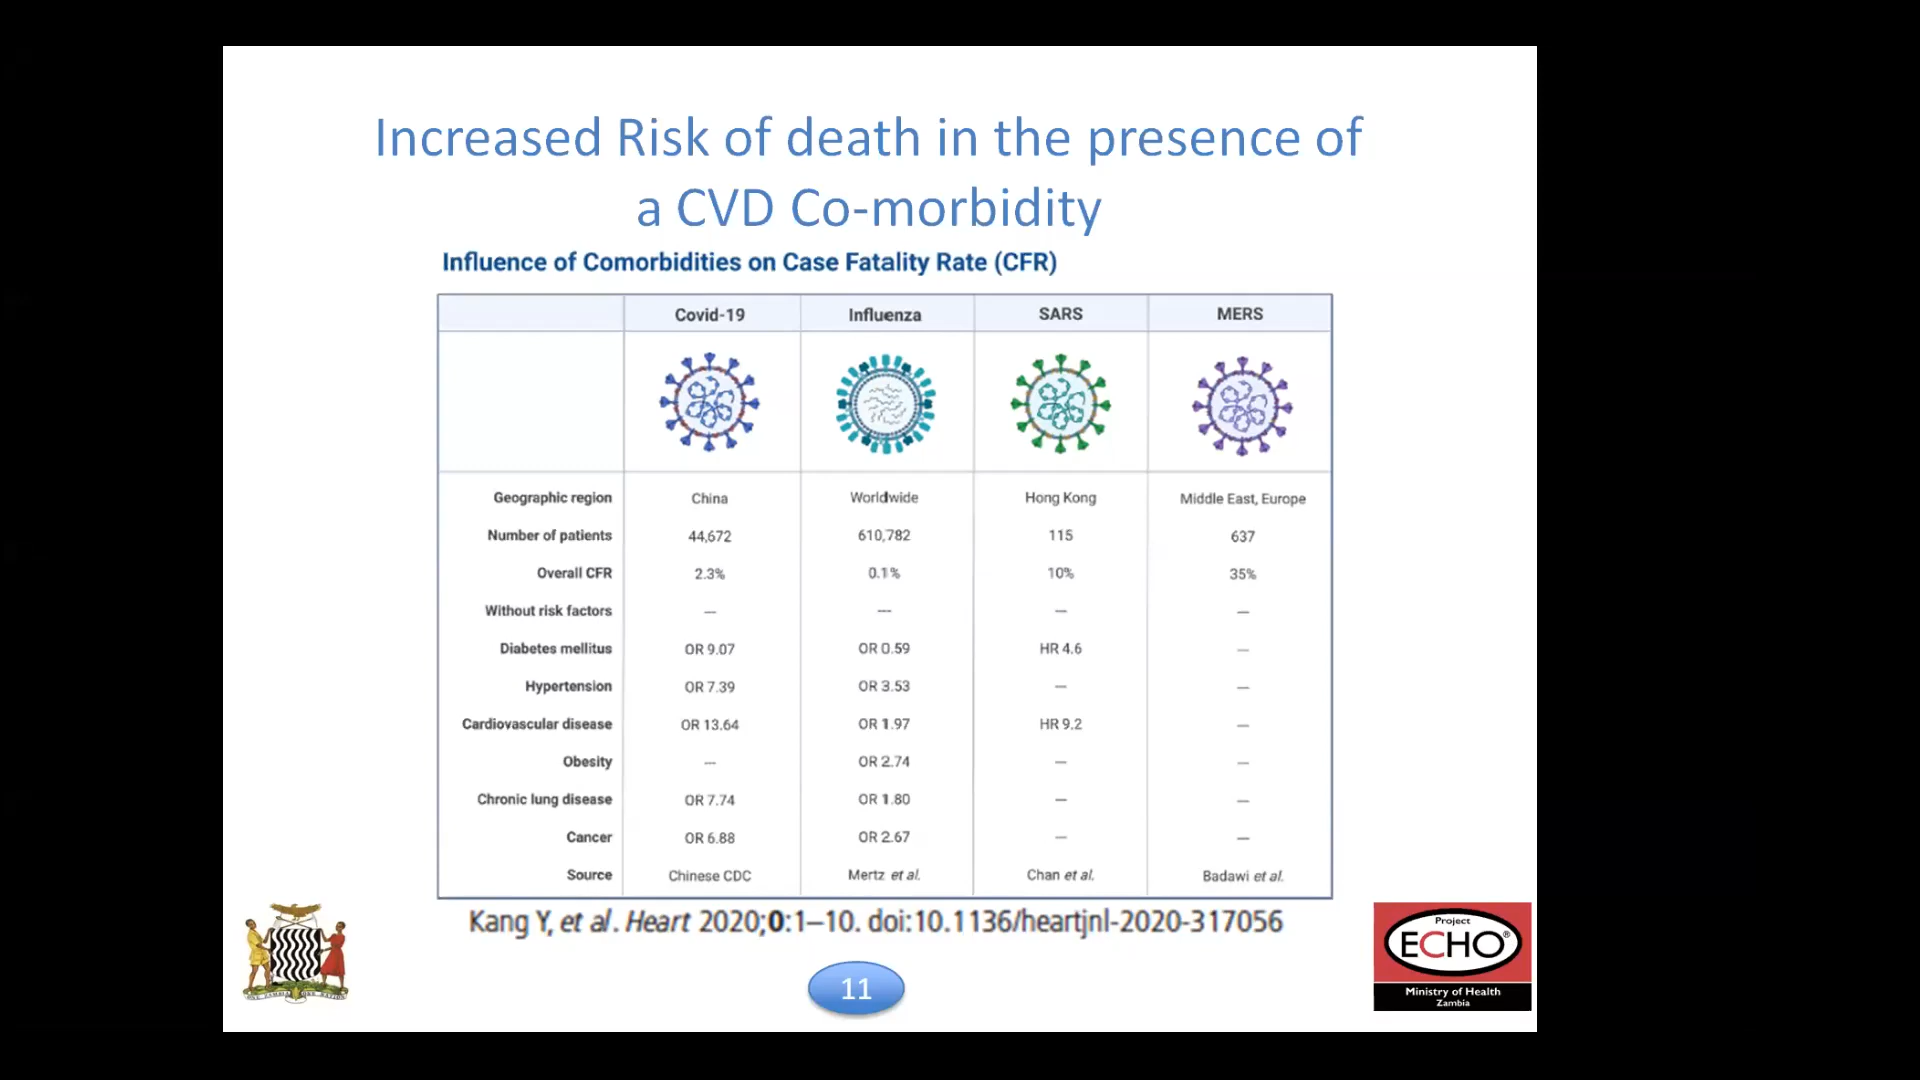 Increased Risk of death in the presence of
a CVD Co-morbidity
Influence of Comorbidities on Case Fatality Rate (CFR)
Covid-19 Influenza SARS MERS
Geographic region China Worldwide Hong Kong Middle East, Europe
Number of patients 44,672 610,782 115 637
Overall CFR 2.3% 0.1% 10% 35%
Without risk factors — — — —
Diabetes mellitus OR 9.07 OR 0.59 HR 4.6 —
Hypertension OR 7.39 OR 3.53 — —
Cardiovascular disease OR 13.64 OR 1.97 HR 9.2 —
Obesity — OR 2.74 — —
Chronic lung disease OR 7.74 OR 1.80 — —
Cancer OR 6.88 OR 2.67 — —
Source Chinese CDC Mertz et al. Chan et al. Badawi et al.
Kang Y, et al. Heart 2020;0:1–10. doi:10.1136/heartjnl-2020-317056
11
ONE ZAMBIA ONE NATION
Project
ECHO®
Ministry of Health
Zambia